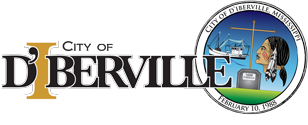 CITY OF
D'IBERVILLE
CITY OF D'IBERVILLE, MISSISSIPPI
FEBRUARY 10, 1988